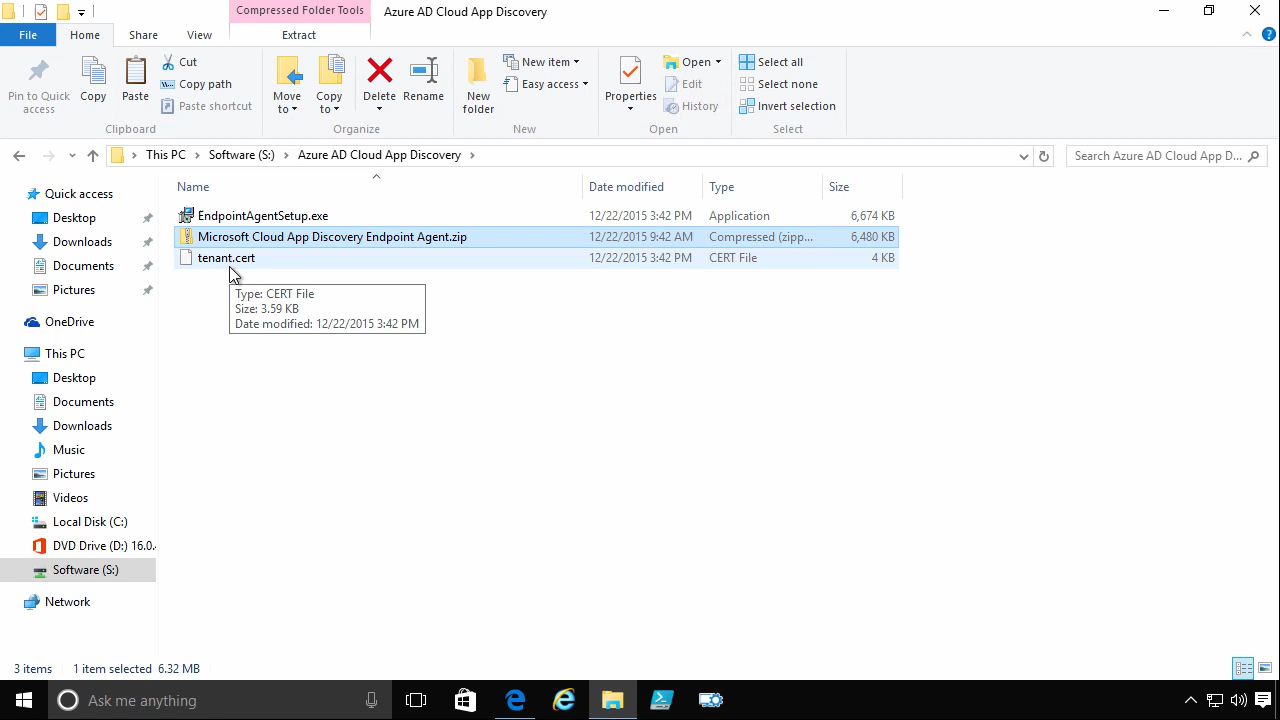 Compressed Folder Tools
Azure AD Cloud App Discovery
File
Home
Share
View
Extract
Pin to Quick access
Copy
Paste
Cut
Copy path
Paste shortcut
Clipboard
Move to
Copy to
Delete
Rename
Organize
New folder
New item
Easy access
New
Properties
Open
Edit
History
Open
Select all
Select none
Invert selection
Select
This PC
Software (S:)
Azure AD Cloud App Discovery
Search Azure AD Cloud App D...
Name
Date modified
Type
Size
EndpointAgentSetup.exe 12/22/2015 3:42 PM Application 6,674 KB
Microsoft Cloud App Discovery Endpoint Agent.zip 12/22/2015 9:42 AM Compressed (zipp... 6,480 KB
tenant.cert 12/22/2015 3:42 PM CERT File 4 KB
Type: CERT File
Size: 3.59 KB
Date modified: 12/22/2015 3:42 PM
Quick access
Desktop
Downloads
Documents
Pictures
OneDrive
This PC
Desktop
Documents
Downloads
Music
Pictures
Videos
Local Disk (C:)
DVD Drive (D:) 16.0.
Software (S:)
Network
3 items 1 item selected 6.32 MB
Ask me anything